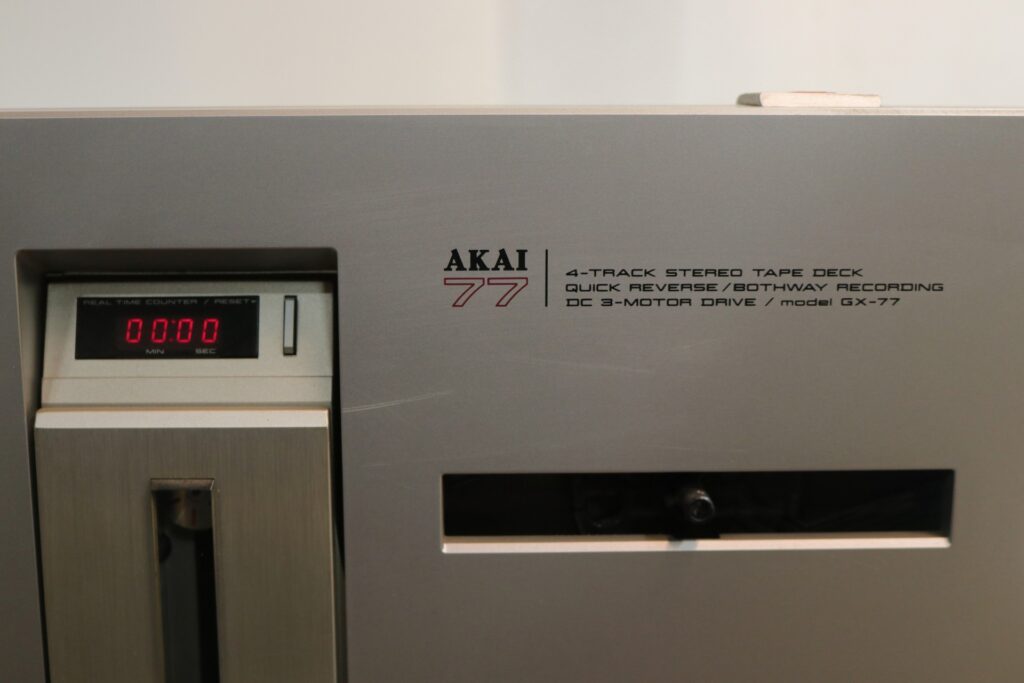 REAL TIME COUNTER / RESET
00:00
MIN SEC
AKAI
77
4-TRACK STEREO TAPE DECK
QUICK REVERSE/BOTHWAY RECORDING
DC 3-MOTOR DRIVE / model GX-77